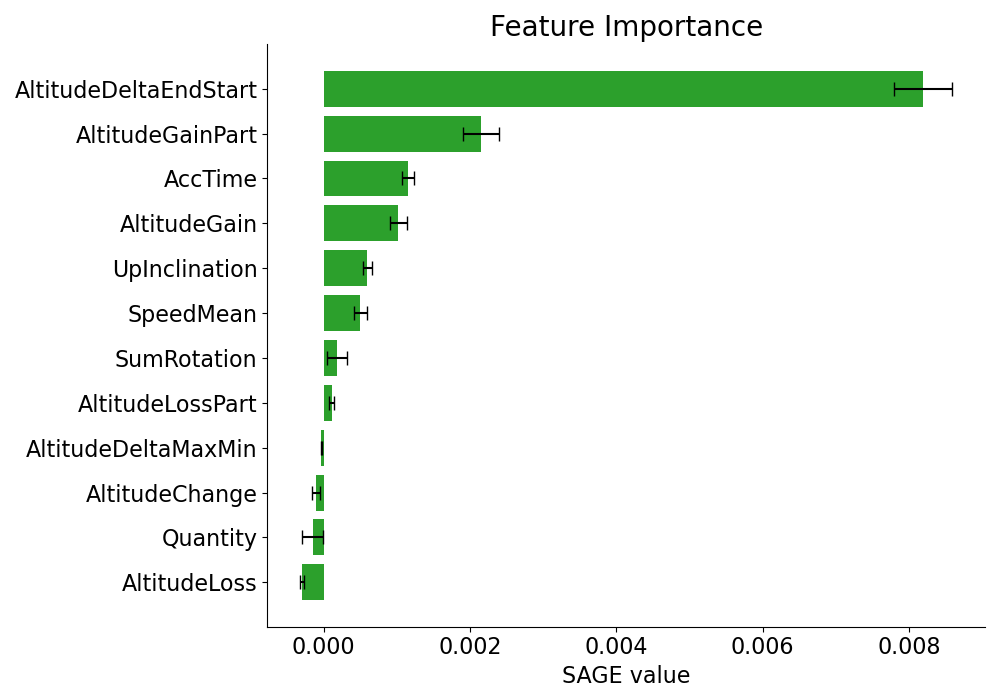 Feature Importance
AltitudeDeltaEndStart
AltitudeGainPart
AccTime
AltitudeGain
UpInclination
SpeedMean
SumRotation
AltitudeLossPart
AltitudeDeltaMaxMin
AltitudeChange
Quantity
AltitudeLoss
0.000 0.002 0.004 0.006 0.008
SAGE value